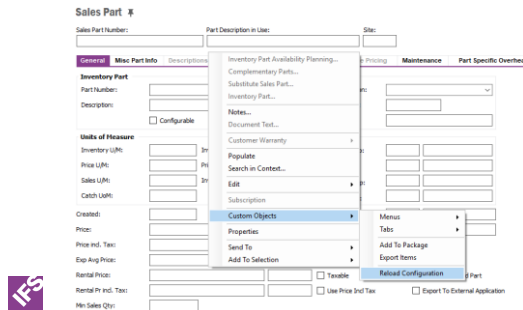 Sales Part
Sales Part Number: Part Description in Use: Site:
General Misc Part Info Descriptions Pricing Maintenance Part Specific Overhea
Inventory Part
Part Number:
Description:
Configurable
Units of Measure
Inventory U/M:
Price U/M:
Sales U/M:
Catch UoM:
Created:
Price:
Price incl. Tax:
Exp Avg Price:
Rental Price: Taxable d Part
Rental Pr incl. Tax: Use Price Incl Tax Export To External Application
Min Sales Qty:
Inventory Part Availability Planning...
Complementary Parts...
Substitute Sales Part...
Inventory Part...
Notes...
Document Text...
Customer Warranty
Populate
Search in Context...
Edit
Subscription
Custom Objects
Properties
Send To
Add To Selection
Menus
Tabs
Add To Package
Export Items
Reload Configuration
IFS